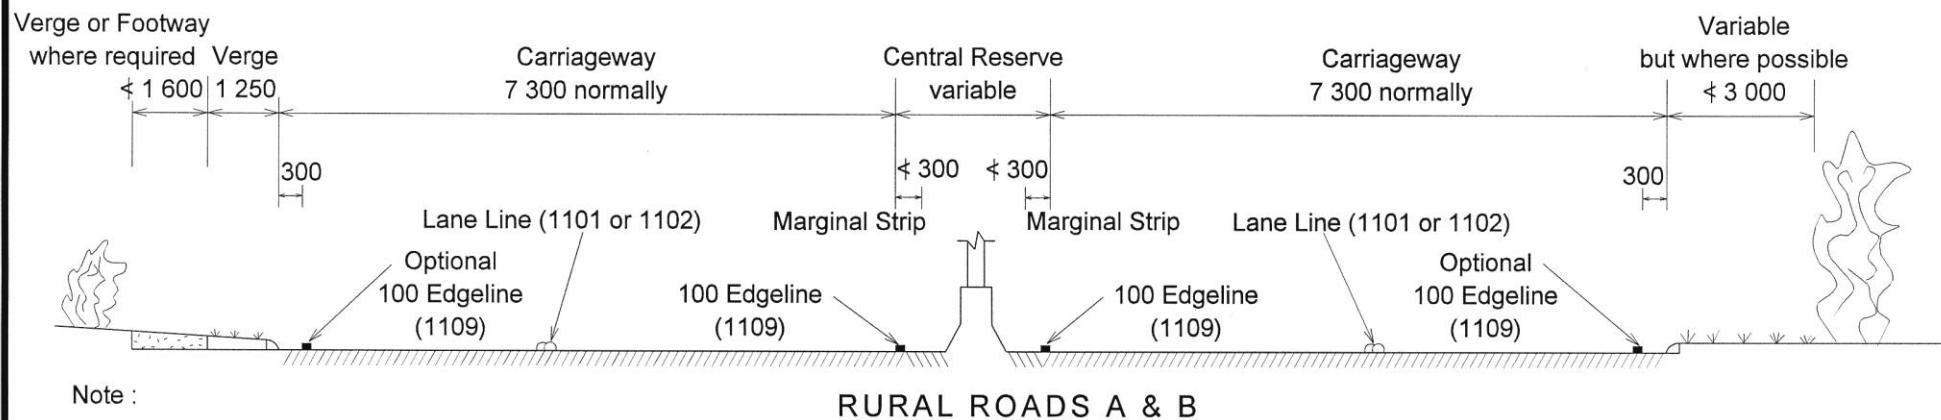 Verge or Footway
where required
≮ 1 600
Verge
1 250
Carriageway
7 300 normally
Central Reserve
variable
Carriageway
7 300 normally
Variable
but where possible
≮ 3 000
300
≮ 300
≮ 300
300
Lane Line (1101 or 1102)
Marginal Strip
Marginal Strip
Lane Line (1101 or 1102)
Optional
100 Edgeline
(1109)
100 Edgeline
(1109)
100 Edgeline
(1109)
Optional
100 Edgeline
(1109)
Note :
RURAL ROADS A & B